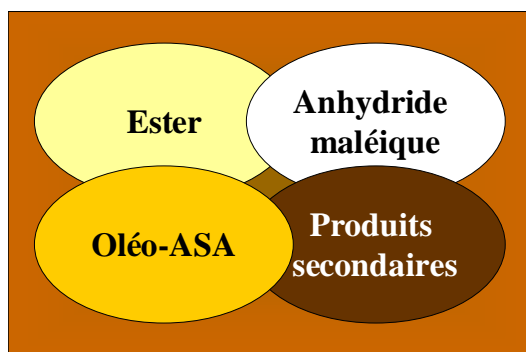 Ester
Anhydride
maléique
Oléo-ASA
Produits
secondaires